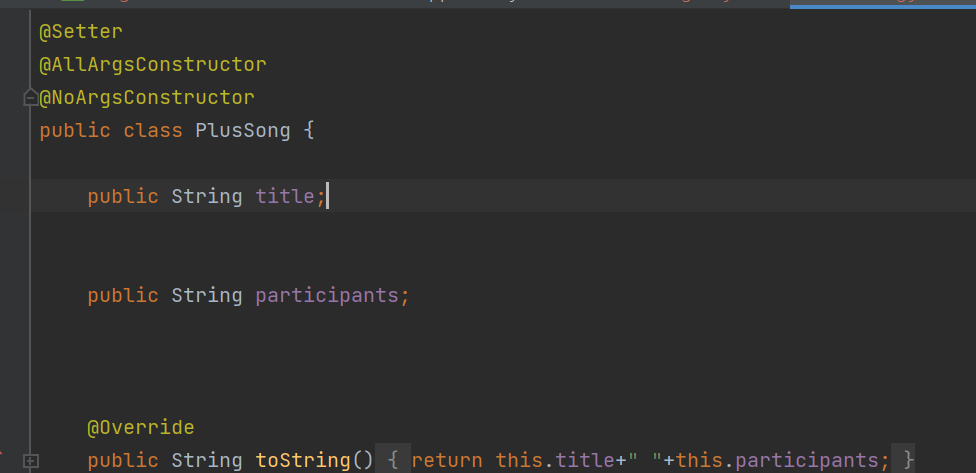 @Setter
@AllArgsConstructor
@NoArgsConstructor
public class PlusSong {
public String title;
public String participants;
@Override
public String toString() { return this.title+" "+this.participants; }